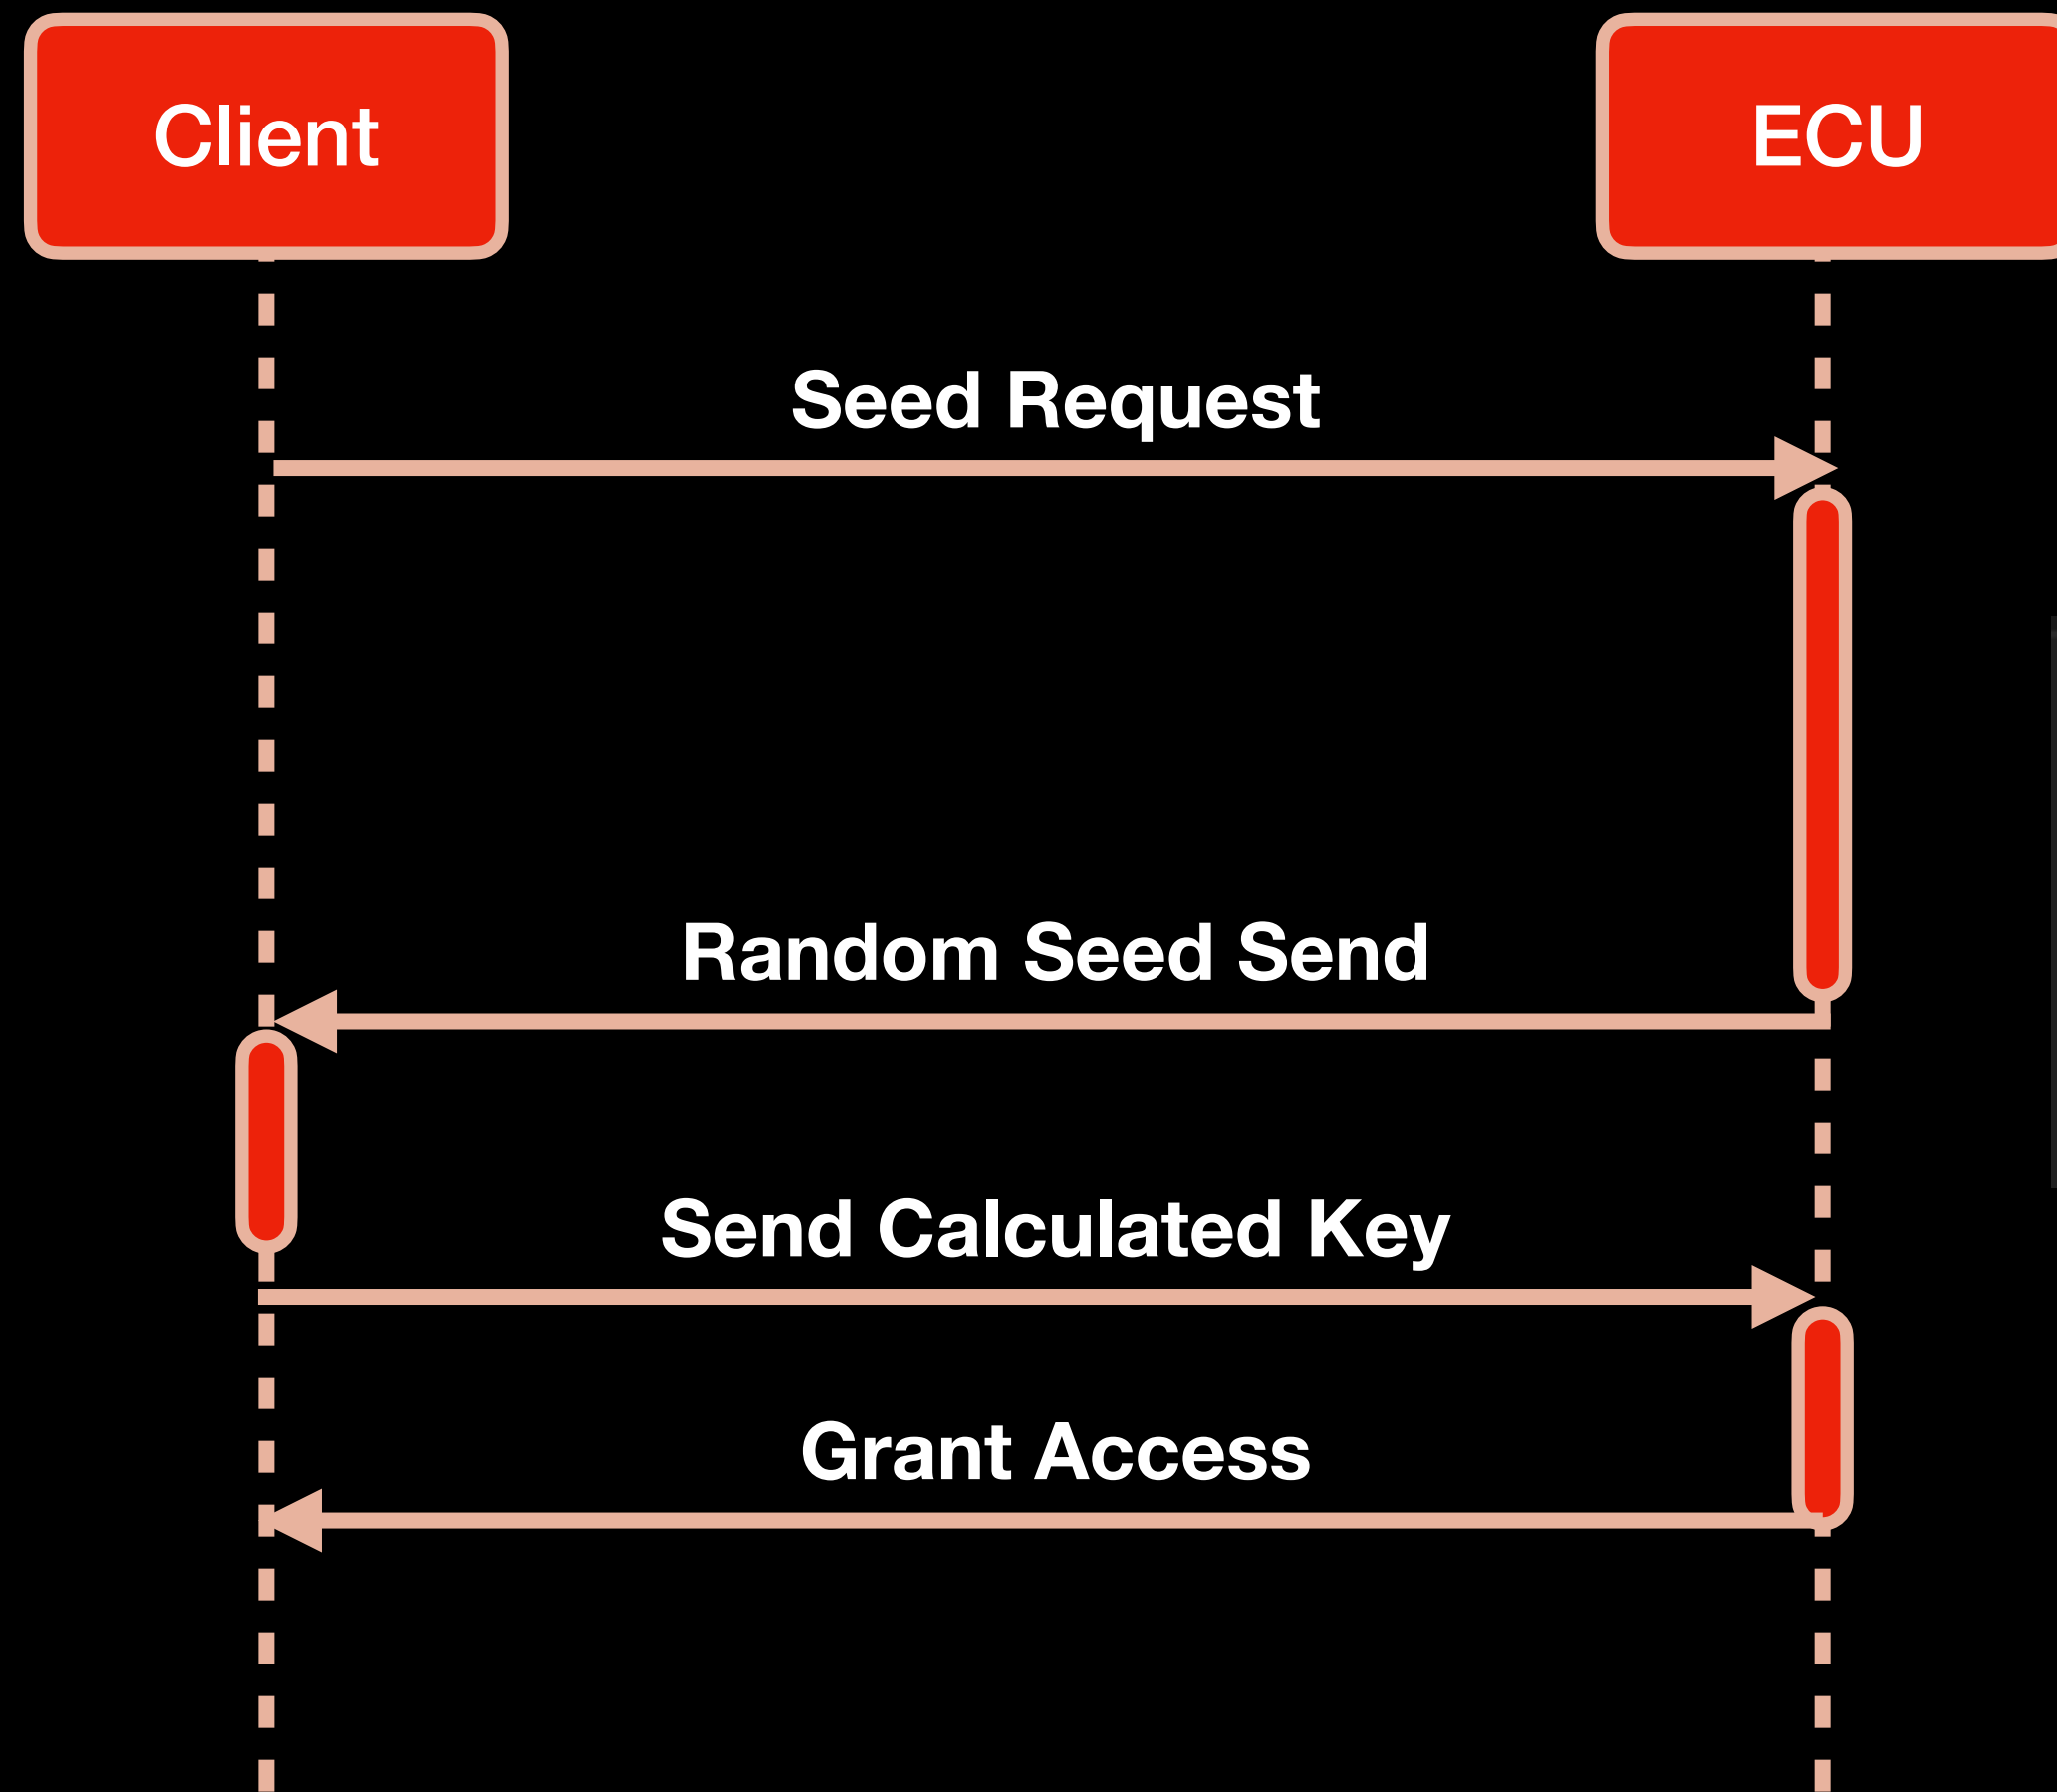 Client
ECU
Seed Request
Random Seed Send
Send Calculated Key
Grant Access